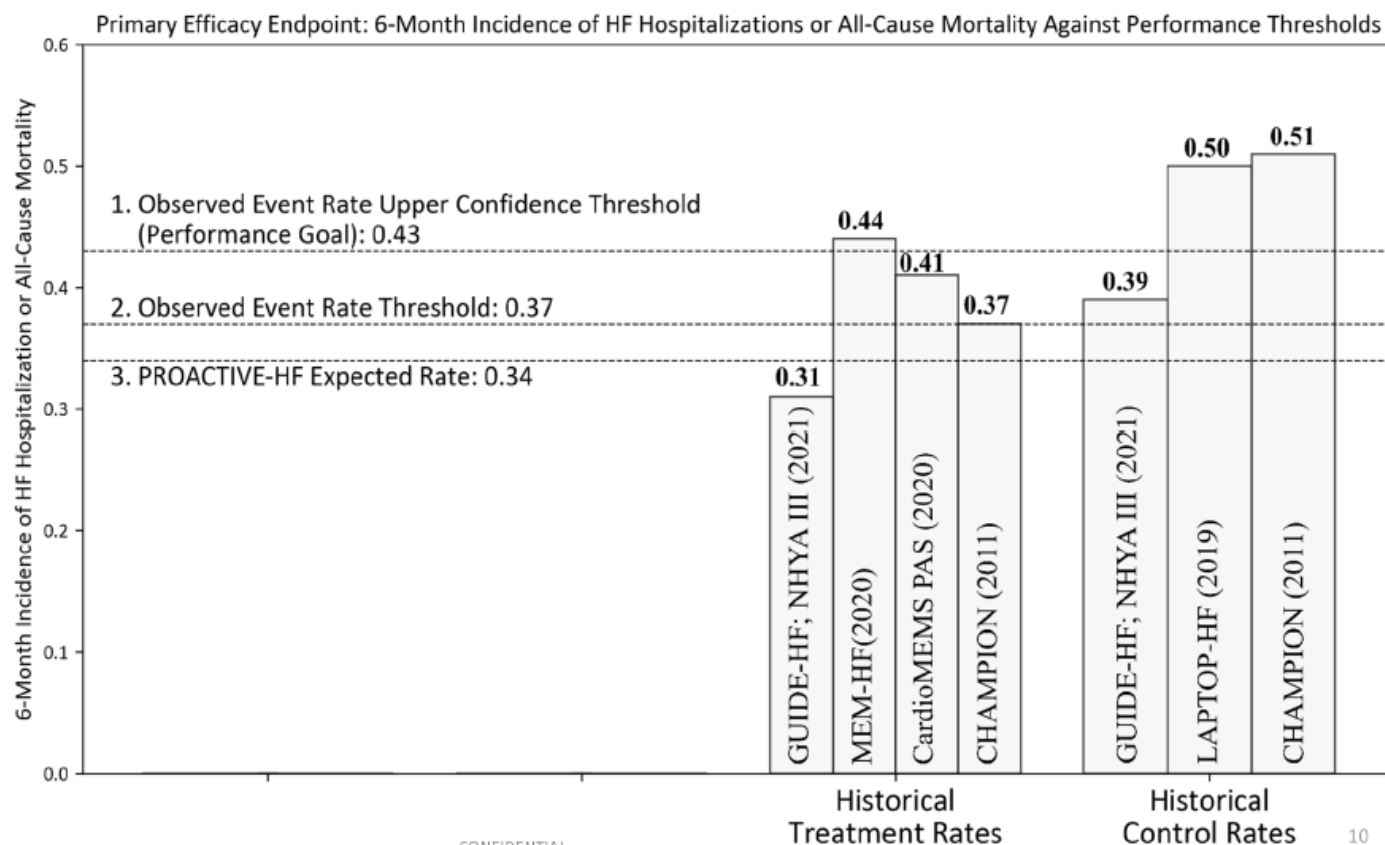 Primary Efficacy Endpoint: 6-Month Incidence of HF Hospitalizations or All-Cause Mortality Against Performance Thresholds
6-Month Incidence of HF Hospitalization or All-Cause Mortality
0.6
0.5
0.4
0.3
0.2
0.1
0.0
1. Observed Event Rate Upper Confidence Threshold
(Performance Goal): 0.43
2. Observed Event Rate Threshold: 0.37
3. PROACTIVE-HF Expected Rate: 0.34
0.31
0.44
0.41
0.37
0.39
0.50
0.51
GUIDE-HF; NHYA III (2021)
MEM-HF(2020)
CardioMEMS PAS (2020)
CHAMPION (2011)
GUIDE-HF; NHYA III (2021)
LAPTOP-HF (2019)
CHAMPION (2011)
Historical
Treatment Rates
Historical
Control Rates
CONFIDENTIAL
10